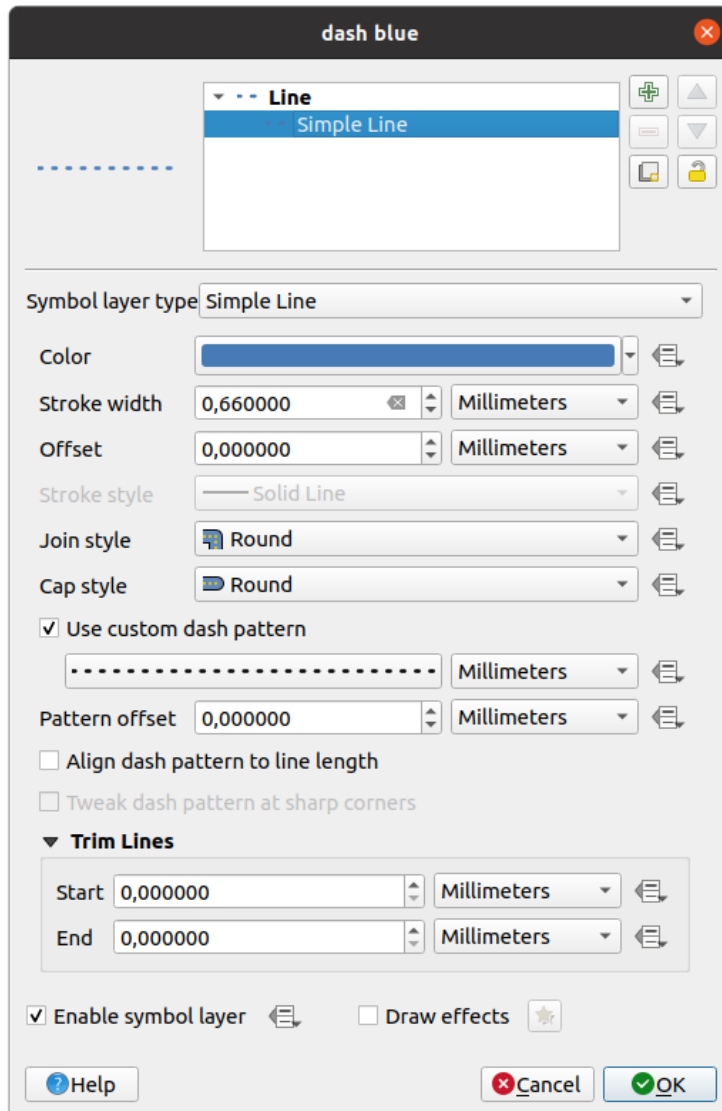 dash blue
Line
Simple Line
Symbol layer type Simple Line
Color
Stroke width 0,660000 Millimeters
Offset 0,000000 Millimeters
Stroke style Solid Line
Join style Round
Cap style Round
Use custom dash pattern
Millimeters
Pattern offset 0,000000 Millimeters
Align dash pattern to line length
Tweak dash pattern at sharp corners
Trim Lines
Start 0,000000 Millimeters
End 0,000000 Millimeters
Enable symbol layer Draw effects
Help Cancel OK